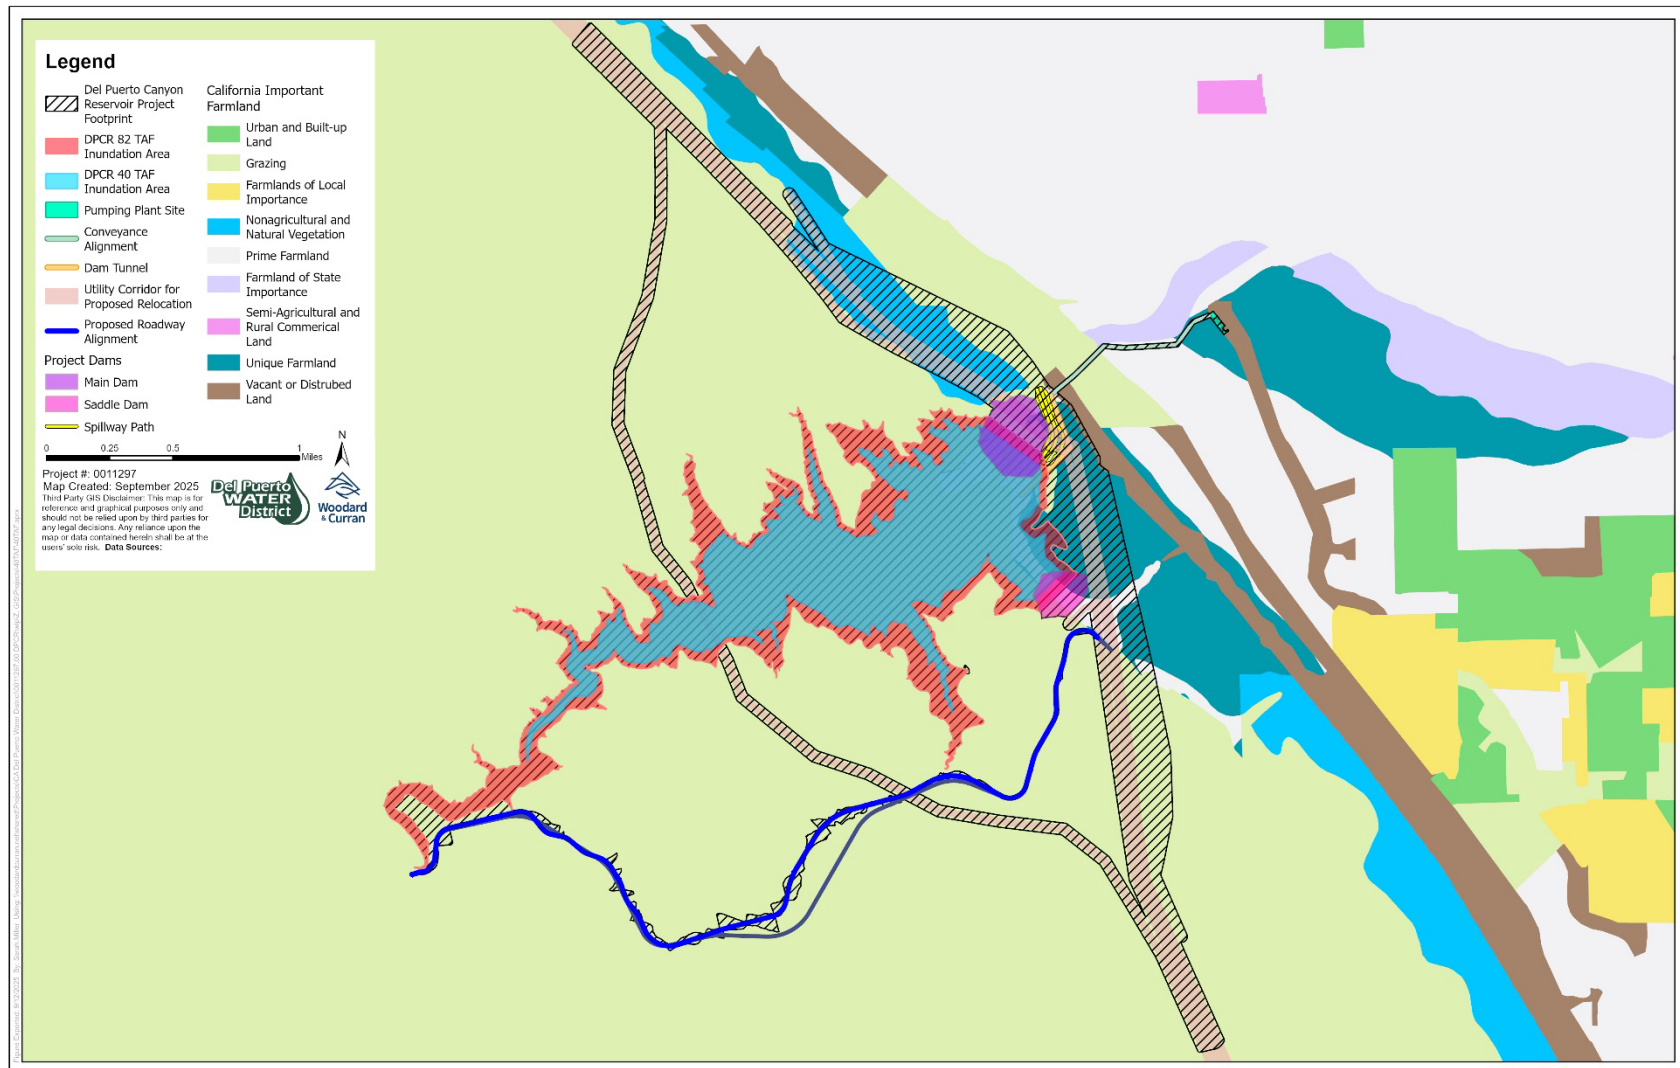 Legend
Del Puerto Canyon
Reservoir Project
Footprint
DPCR 82 TAF
Inundation Area
DPCR 40 TAF
Inundation Area
Pumping Plant Site
Conveyance
Alignment
Dam Tunnel
Utility Corridor for
Proposed Relocation
Proposed Roadway
Alignment
Project Dams
Main Dam
Saddle Dam
Spillway Path
California Important
Farmland
Urban and Built-up
Land
Grazing
Farmlands of Local
Importance
Nonagricultural and
Natural Vegetation
Prime Farmland
Farmland of State
Importance
Semi-Agricultural and
Rural Commerical
Land
Unique Farmland
Vacant or Distrubed
Land
0 0.25 0.5 1
Miles
N
Project #: 0011297
Map Created: September 2025
Third Party GIS Disclaimer: This map is for
reference and graphical purposes only and
should not be relied upon by third parties for
any legal decisions. Any reliance upon the
map or data contained herein shall be at the
users' sole risk. Data Sources:
Del Puerto
WATER
District
Woodard
& Curran